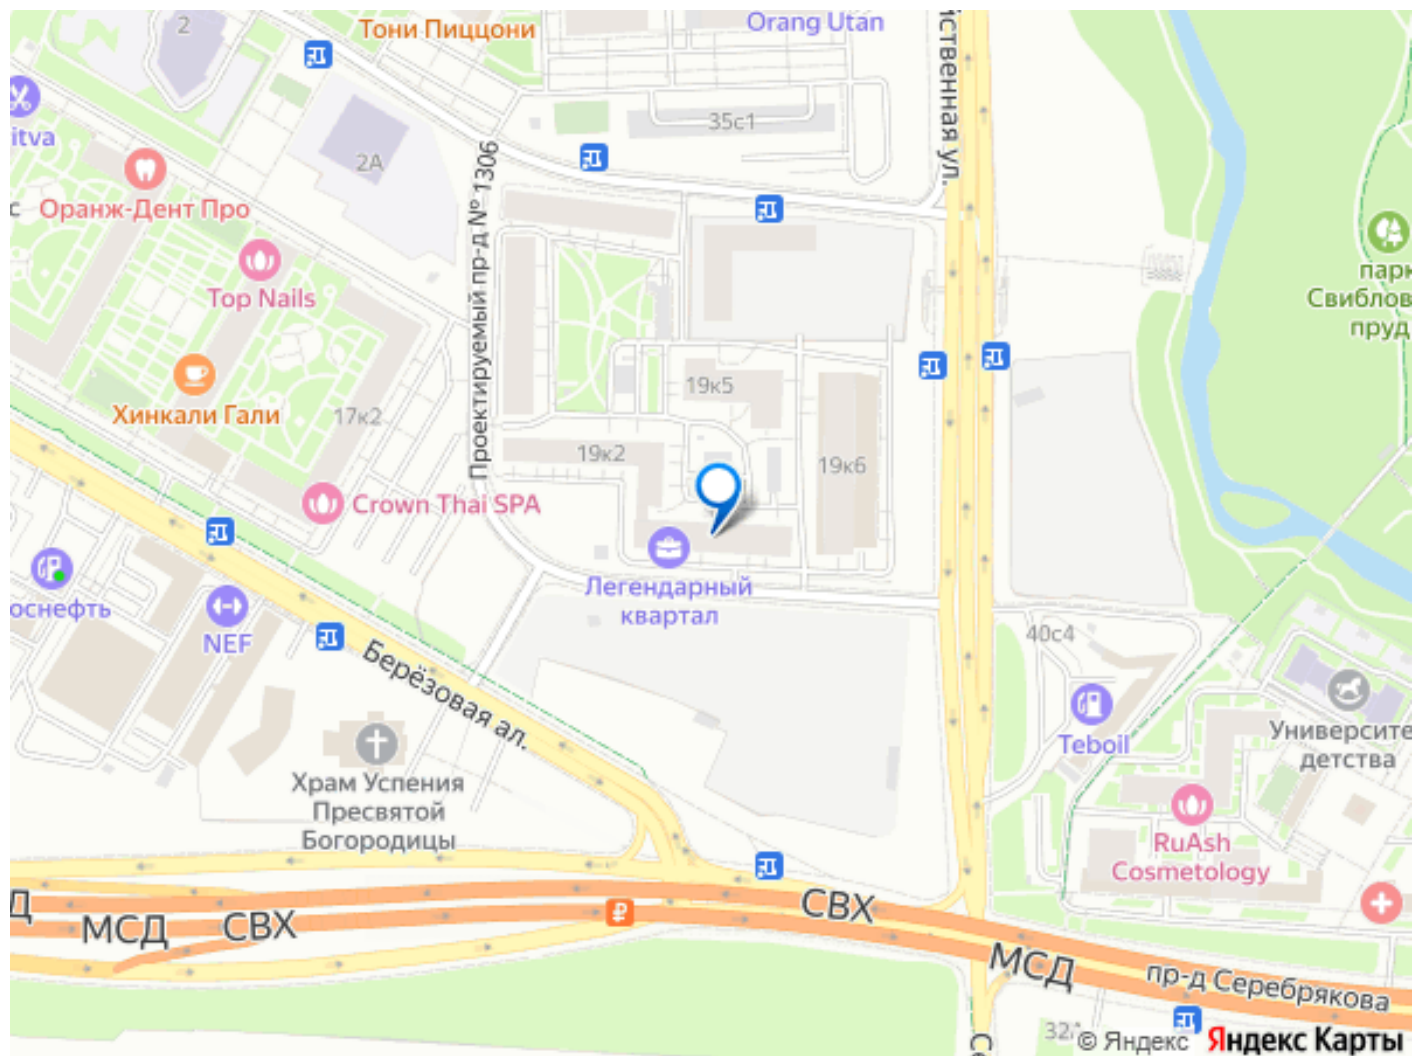 2
Тони Пиццони
Orang Utan
йственная ул.
itva
35с1
2А
Проектируемый пр-д № 1306
с
Оранж-Дент Про
Top Nails
парк
Свиблов
пруд
Хинкали Гали
17к2
19к5
19к2
19к6
Crown Thai SPA
Легендарный
квартал
оснефть
NEF
Берёзовая ал.
40с4
Teboil
Университе
детства
Храм Успения
Пресвятой
Богородицы
RuAsh
Cosmetology
Д
МСД
СВХ
СВХ
МСД
пр-д Серебрякова
32
Се
© Яндекс
Яндекс Карты